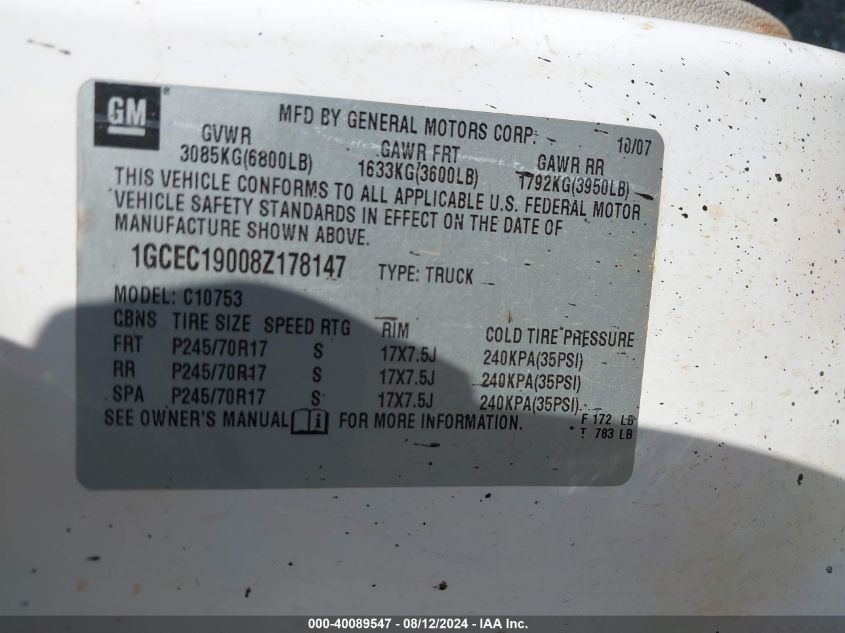 GM
MFD BY GENERAL MOTORS CORP. 10/07
GVWR GAWR FRT GAWR RR
3085KG(6800LB) 1633KG(3600LB) 1792KG(3950LB)
THIS VEHICLE CONFORMS TO ALL APPLICABLE U.S. FEDERAL MOTOR
VEHICLE SAFETY STANDARDS IN EFFECT ON THE DATE OF
MANUFACTURE SHOWN ABOVE.
1GCEC19008Z178147 TYPE: TRUCK
MODEL: C10753
CBNS TIRE SIZE SPEED RTG RIM COLD TIRE PRESSURE
FRT P245/70R17 S 17X7.5J 240KPA(35PSI)
RR P245/70R17 S 17X7.5J 240KPA(35PSI)
SPA P245/70R17 S 17X7.5J 240KPA(35PSI)
SEE OWNER'S MANUAL i FOR MORE INFORMATION. F 172 LB
T 783 LB
000-40089547 - 08/12/2024 - © IAA Inc.